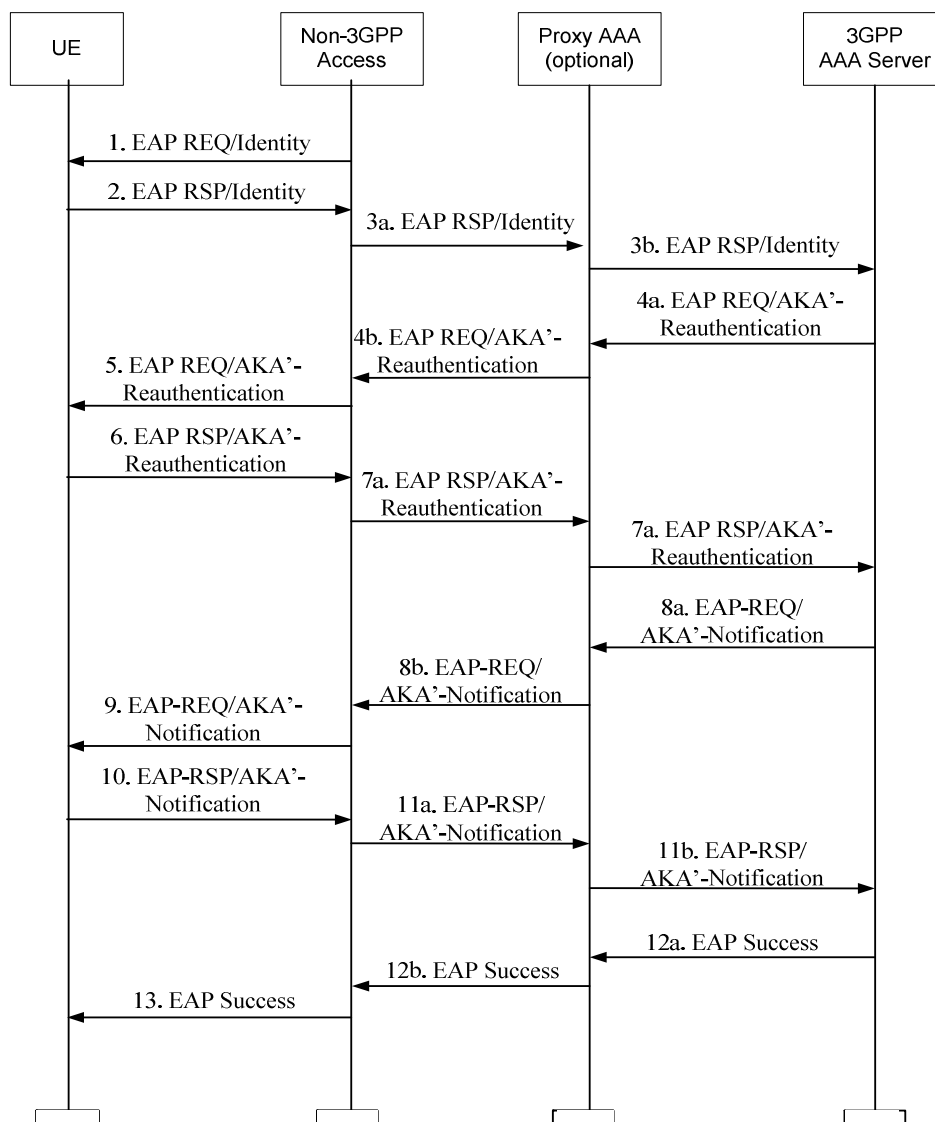 UE
Non-3GPP
Access
Proxy AAA
(optional)
3GPP
AAA Server
1. EAP REQ/Identity
2. EAP RSP/Identity
3a. EAP RSP/Identity
3b. EAP RSP/Identity
4a. EAP REQ/AKA’-
Reauthentication
4b. EAP REQ/AKA’-
Reauthentication
5. EAP REQ/AKA’-
Reauthentication
6. EAP RSP/AKA’-
Reauthentication
7a. EAP RSP/AKA’-
Reauthentication
7a. EAP RSP/AKA’-
Reauthentication
8a. EAP-REQ/
AKA’-Notification
8b. EAP-REQ/
AKA’-Notification
9. EAP-REQ/AKA’-
Notification
10. EAP-RSP/AKA’-
Notification
11a. EAP-RSP/
AKA’-Notification
11b. EAP-RSP/
AKA’-Notification
12a. EAP Success
12b. EAP Success
13. EAP Success